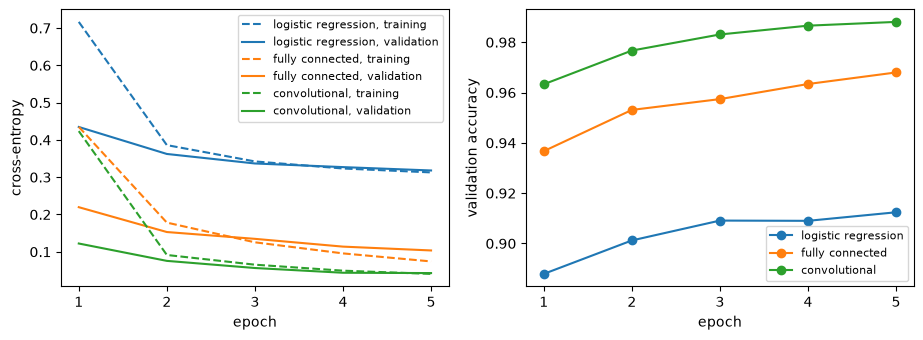 0.7
0.6
0.5
0.4
0.3
0.2
0.1
cross-entropy
1 2 3 4 5
epoch
logistic regression, training
logistic regression, validation
fully connected, training
fully connected, validation
convolutional, training
convolutional, validation
0.98
0.96
0.94
0.92
0.90
validation accuracy
1 2 3 4 5
epoch
logistic regression
fully connected
convolutional